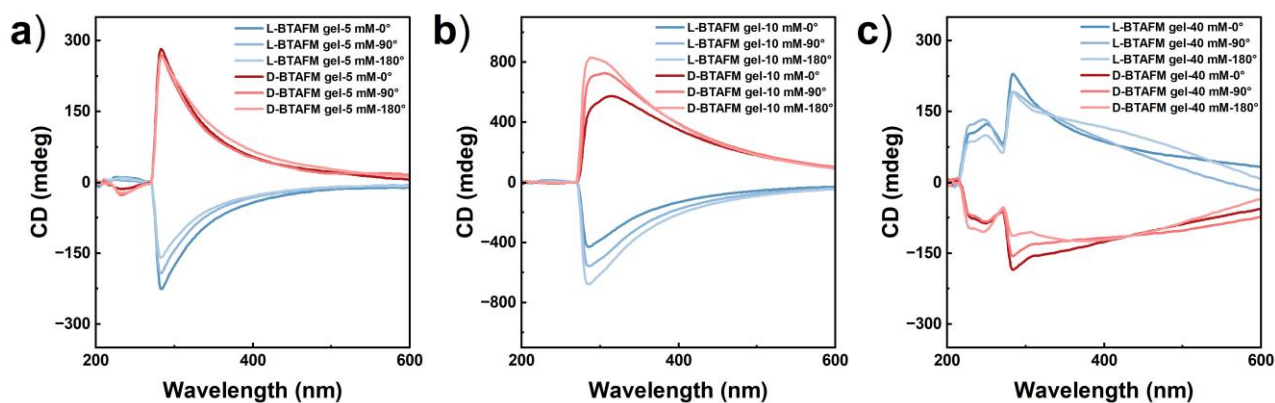 a)
L-BTAFM gel-5 mM-0°
L-BTAFM gel-5 mM-90°
L-BTAFM gel-5 mM-180°
D-BTAFM gel-5 mM-0°
D-BTAFM gel-5 mM-90°
D-BTAFM gel-5 mM-180°
CD (mdeg)
300
150
0
−150
−300
200
400
600
Wavelength (nm)
b)
L-BTAFM gel-10 mM-0°
L-BTAFM gel-10 mM-90°
L-BTAFM gel-10 mM-180°
D-BTAFM gel-10 mM-0°
D-BTAFM gel-10 mM-90°
D-BTAFM gel-10 mM-180°
CD (mdeg)
800
400
0
−400
−800
200
400
600
Wavelength (nm)
c)
L-BTAFM gel-40 mM-0°
L-BTAFM gel-40 mM-90°
L-BTAFM gel-40 mM-180°
D-BTAFM gel-40 mM-0°
D-BTAFM gel-40 mM-90°
D-BTAFM gel-40 mM-180°
CD (mdeg)
300
150
0
−150
−300
200
400
600
Wavelength (nm)